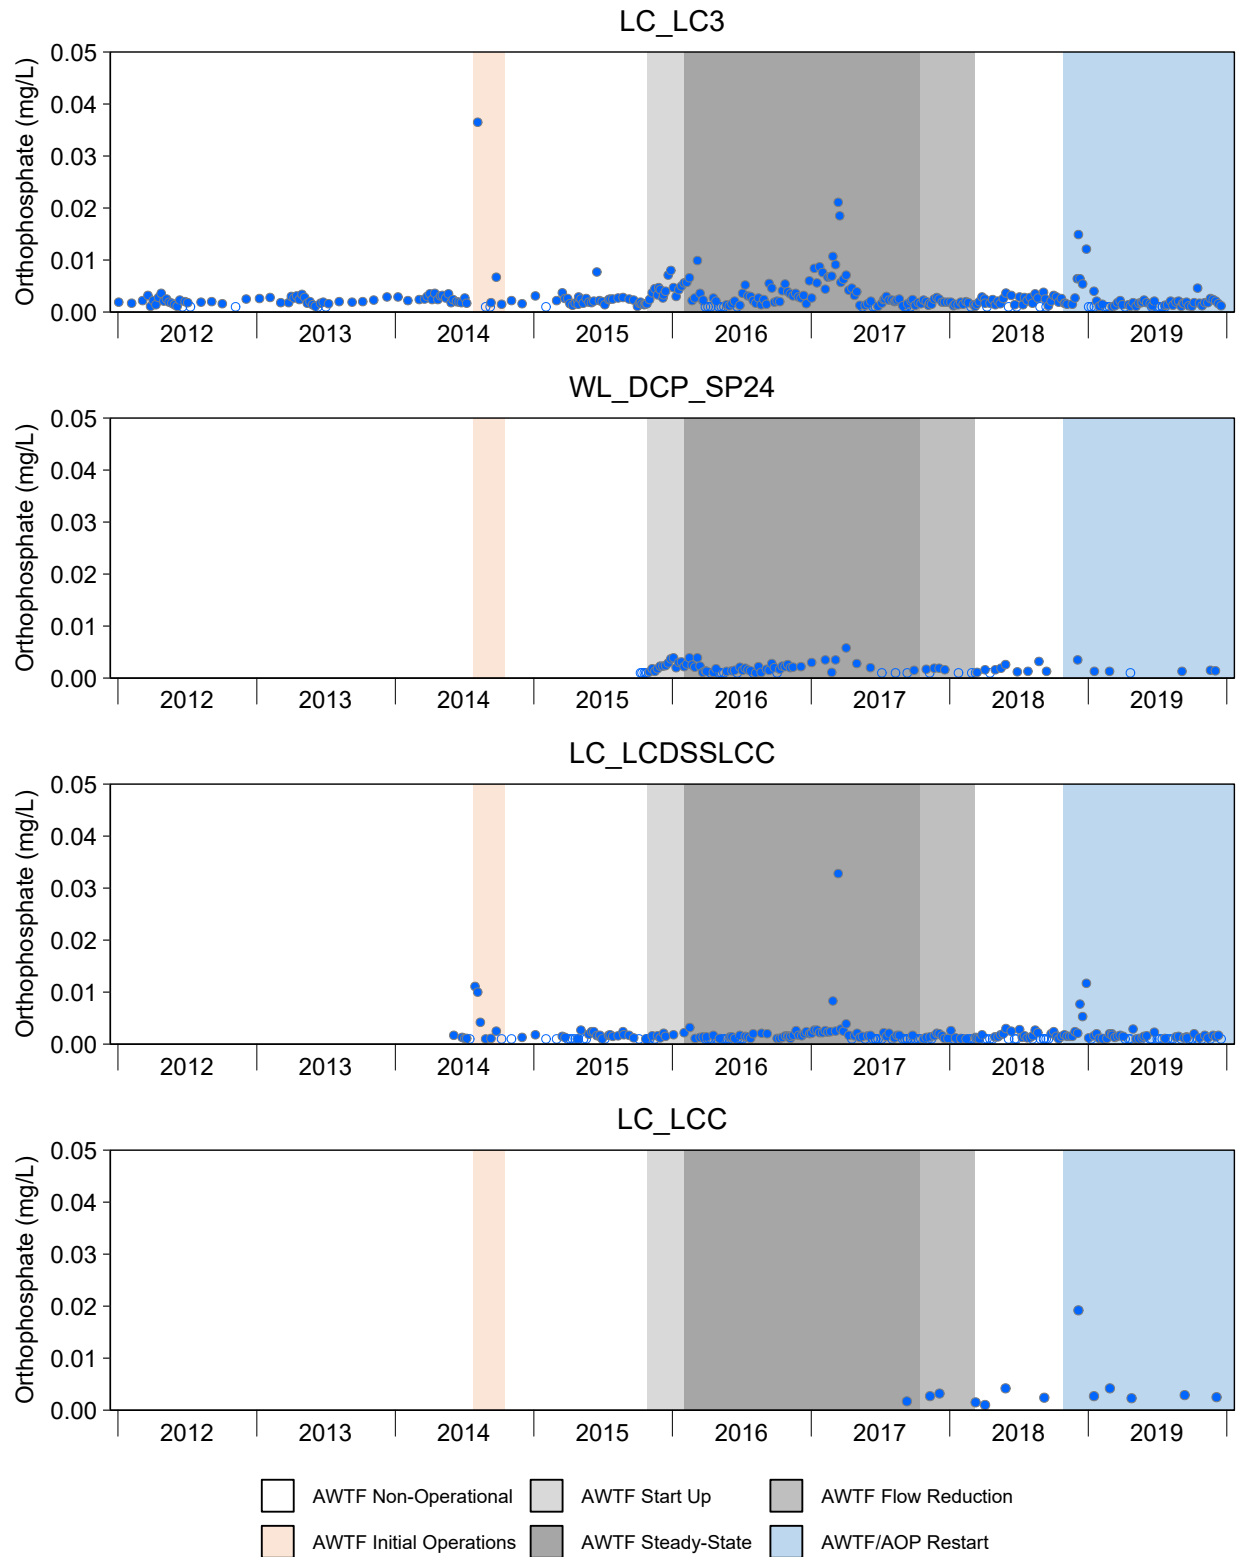 LC_LC3
Orthophosphate (mg/L)
0.05
0.04
0.03
0.02
0.01
0.00
2012 2013 2014 2015 2016 2017 2018 2019
WL_DCP_SP24
Orthophosphate (mg/L)
0.05
0.04
0.03
0.02
0.01
0.00
2012 2013 2014 2015 2016 2017 2018 2019
LC_LCDSSLCC
Orthophosphate (mg/L)
0.05
0.04
0.03
0.02
0.01
0.00
2012 2013 2014 2015 2016 2017 2018 2019
LC_LCC
Orthophosphate (mg/L)
0.05
0.04
0.03
0.02
0.01
0.00
2012 2013 2014 2015 2016 2017 2018 2019
AWTF Non-Operational AWTF Start Up AWTF Flow Reduction
AWTF Initial Operations AWTF Steady-State AWTF/AOP Restart